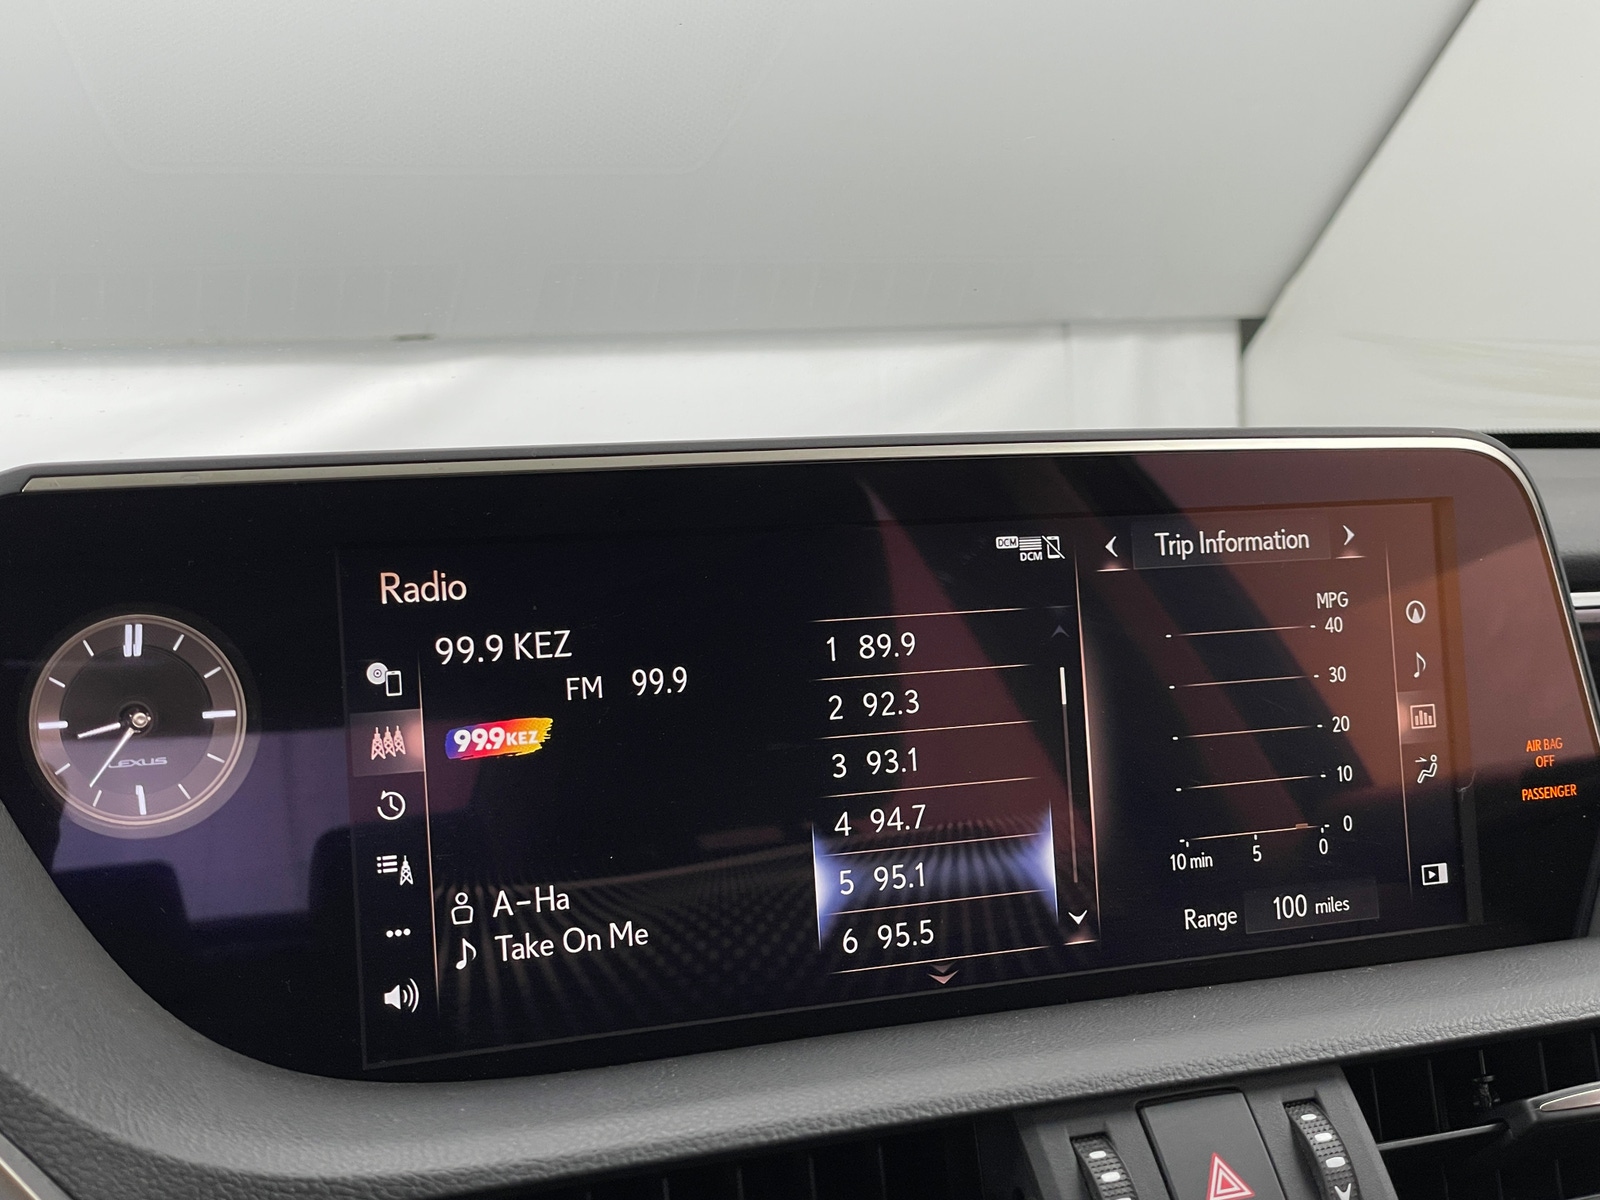 LEXUS
Radio
99.9 KEZ
FM 99.9
99.9 KEZ
A-Ha
Take On Me
DCM
DCM
1 89.9
2 92.3
3 93.1
4 94.7
5 95.1
6 95.5
Trip Information
MPG
40
30
20
10
0
10 min 5 0
Range 100 miles
AIR BAG
OFF
PASSENGER